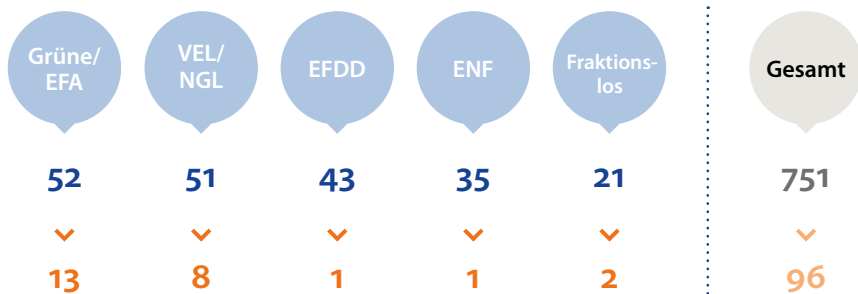 Grüne/
EFA
VEL/
NGL
EFDD
ENF
Fraktions-
los
Gesamt
52 51 43 35 21 751
13 8 1 1 2 96